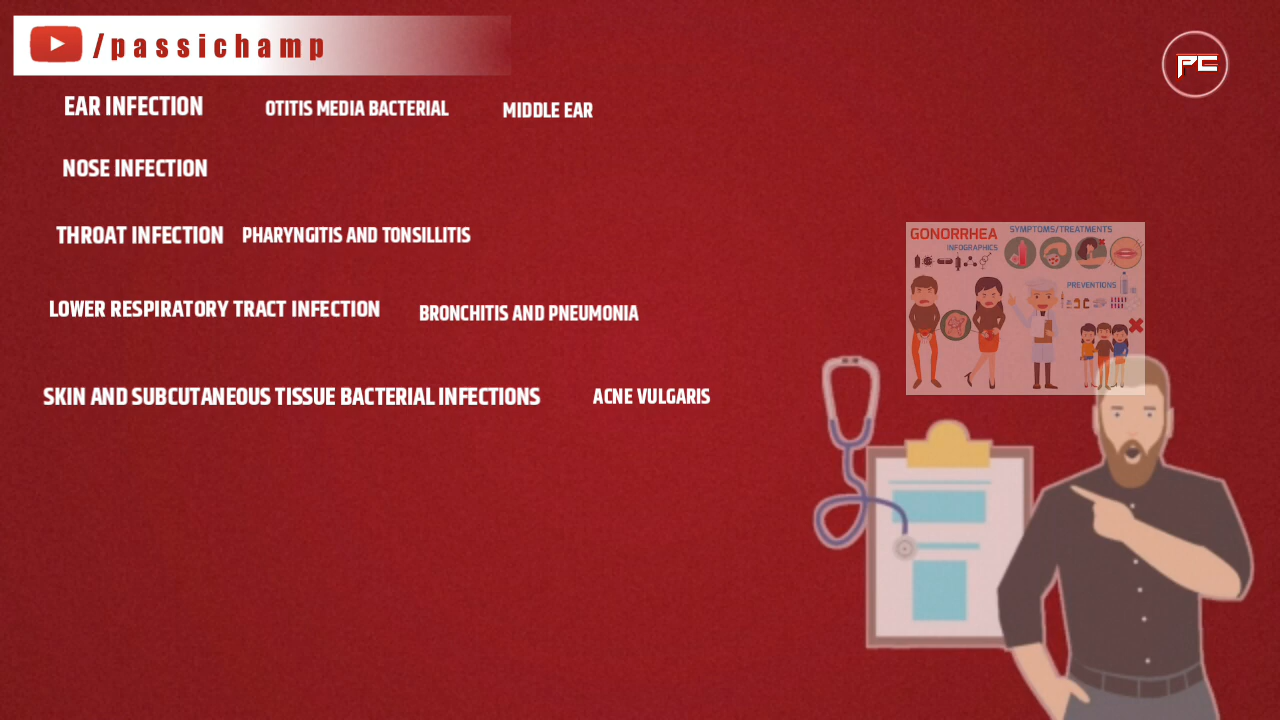 /passichamp
PC
EAR INFECTION OTITIS MEDIA BACTERIAL MIDDLE EAR
NOSE INFECTION
THROAT INFECTION PHARYNGITIS AND TONSILLITIS
GONORRHEA SYMPTOMS/TREATMENTS
INFOGRAPHICS
PREVENTIONS
LOWER RESPIRATORY TRACT INFECTION BRONCHITIS AND PNEUMONIA
SKIN AND SUBCUTANEOUS TISSUE BACTERIAL INFECTIONS ACNE VULGARIS